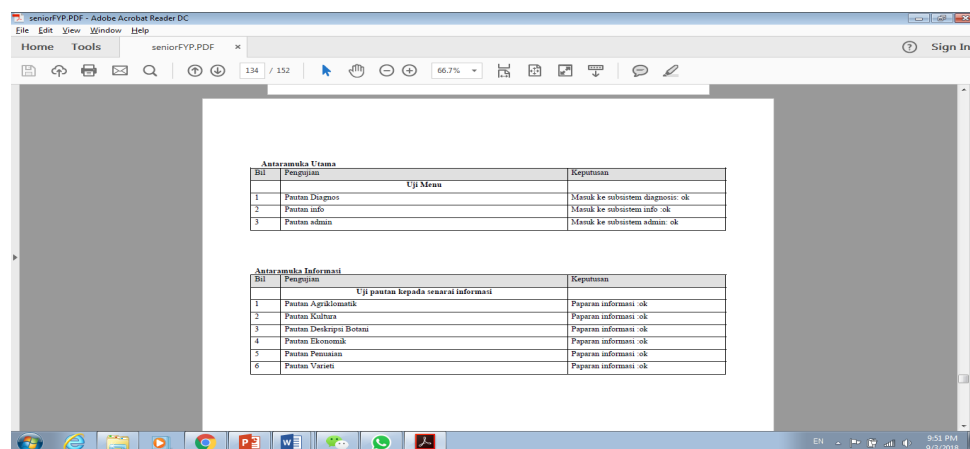 seniorFYP.PDF - Adobe Acrobat Reader DC
File Edit View Window Help
Home Tools seniorFYP.PDF × ? Sign In
134 / 152 66.7%
Antaramuka Utama
Bil Pengujian Keputusan
Uji Menu
1 Pautan Diagnos Masuk ke subsistem diagnosis: ok
2 Pautan info Masuk ke subsistem info :ok
3 Pautan admin Masuk ke subsistem admin: ok
Antaramuka Informasi
Bil Pengujian Keputusan
Uji pautan kepada senarai informasi
1 Pautan Agriklomatik Paparan informasi :ok
2 Pautan Kultura Paparan informasi :ok
3 Pautan Deskripsi Botani Paparan informasi :ok
4 Pautan Ekonomik Paparan informasi :ok
5 Pautan Penuaian Paparan informasi :ok
6 Pautan Varieti Paparan informasi :ok
EN 9:51 PM
9/2/2018